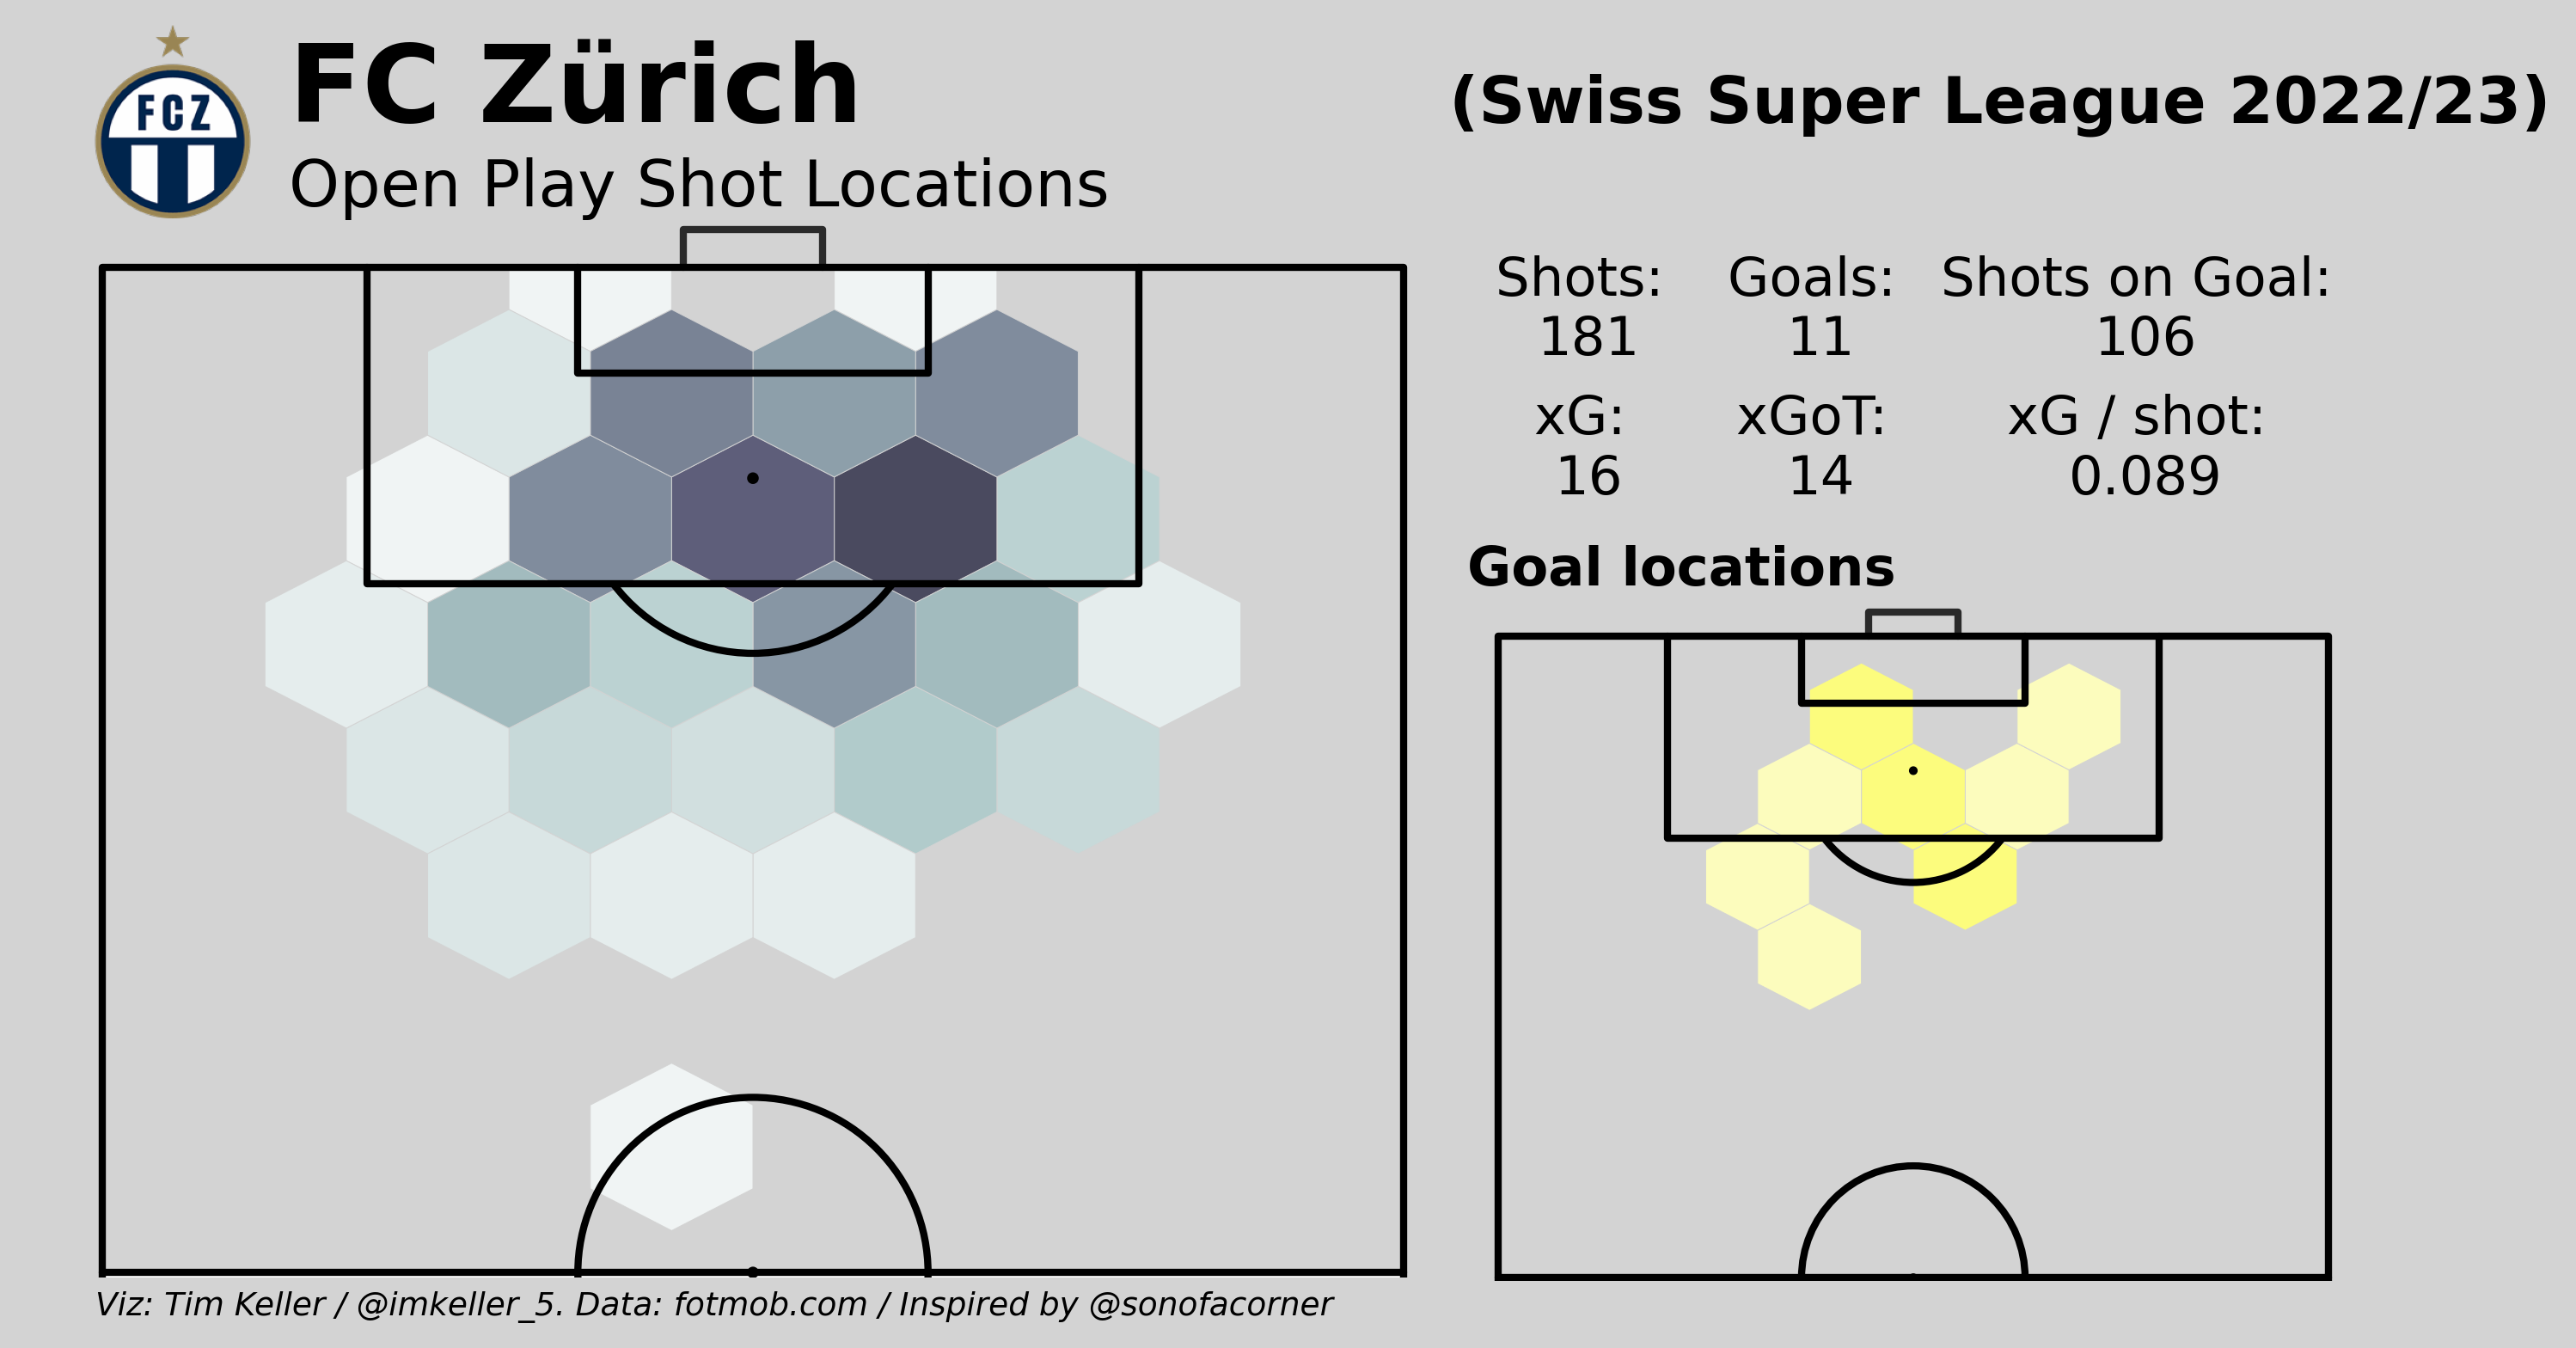 FCZ
FC Zürich
Open Play Shot Locations
(Swiss Super League 2022/23)
Shots: Goals: Shots on Goal:
181 11 106
xG: xGoT: xG / shot:
16 14 0.089
Goal locations
Viz: Tim Keller / @imkeller_5. Data: fotmob.com / Inspired by @sonofacorner